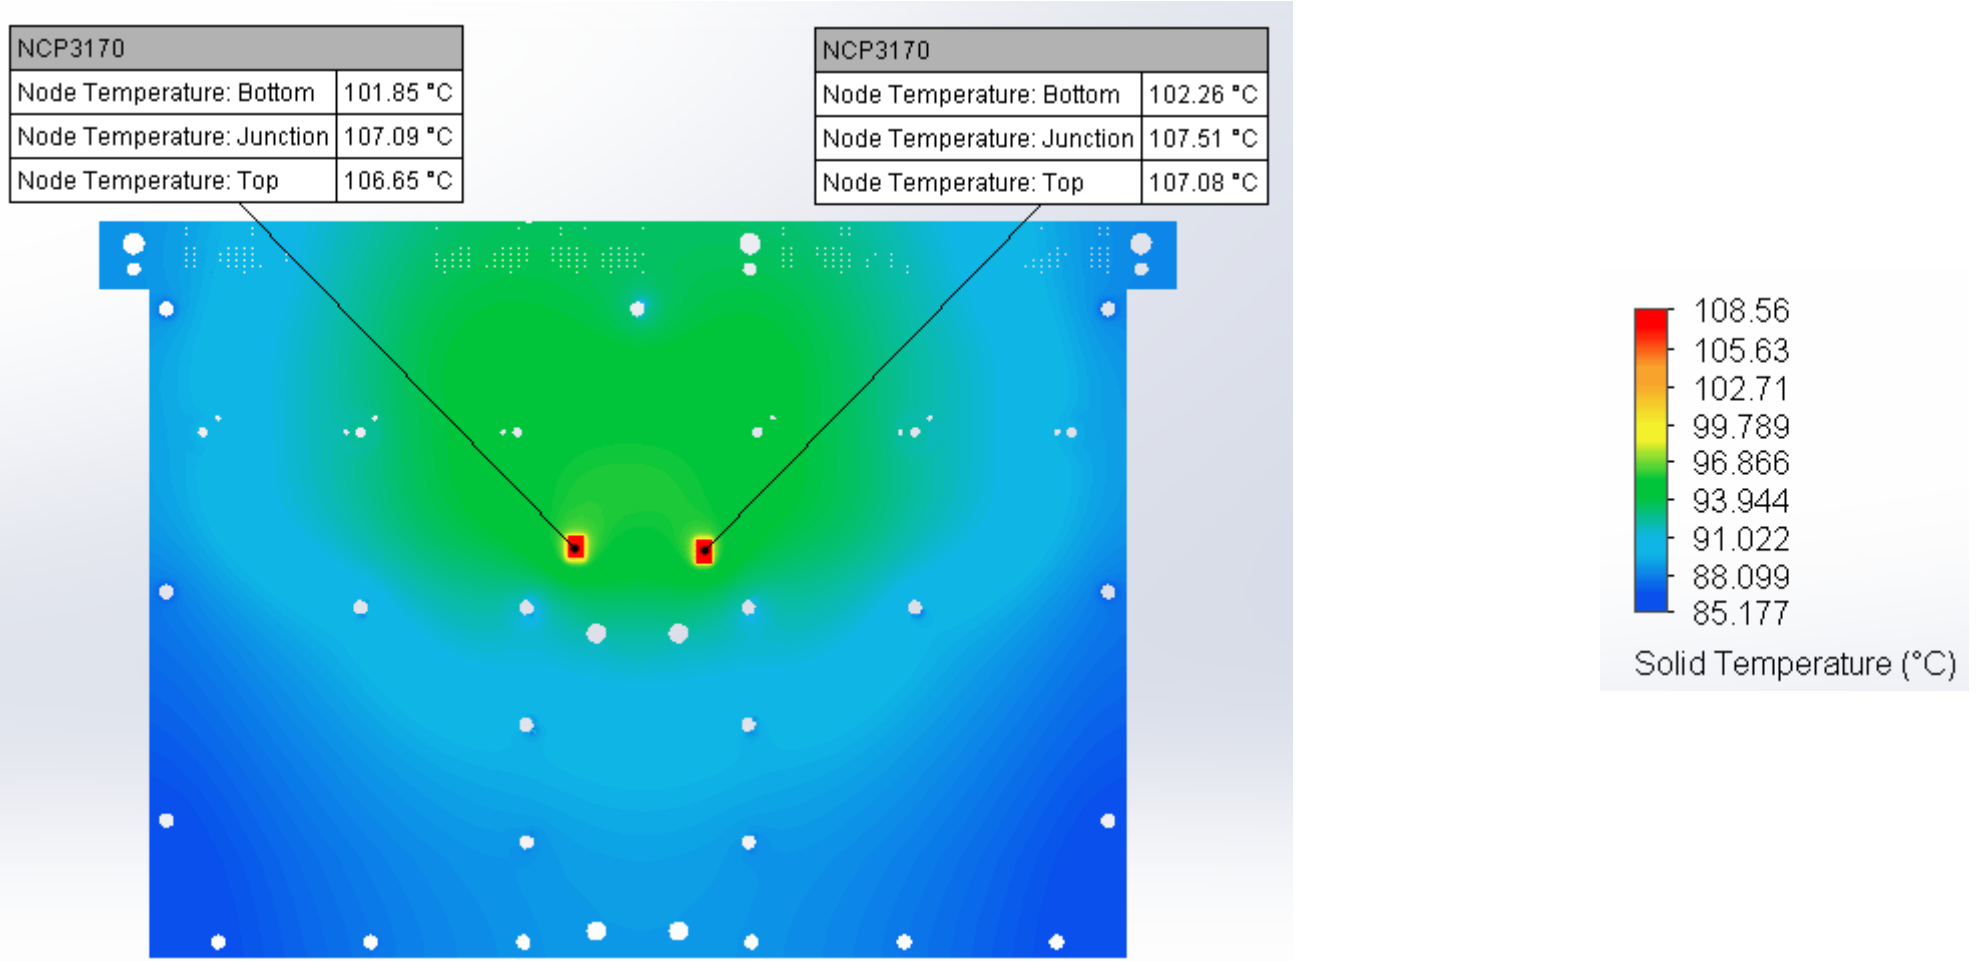 NCP3170
Node Temperature: Bottom 101.85 °C
Node Temperature: Junction 107.09 °C
Node Temperature: Top 106.65 °C
NCP3170
Node Temperature: Bottom 102.26 °C
Node Temperature: Junction 107.51 °C
Node Temperature: Top 107.08 °C
108.56
105.63
102.71
99.789
96.866
93.944
91.022
88.099
85.177
Solid Temperature (°C)